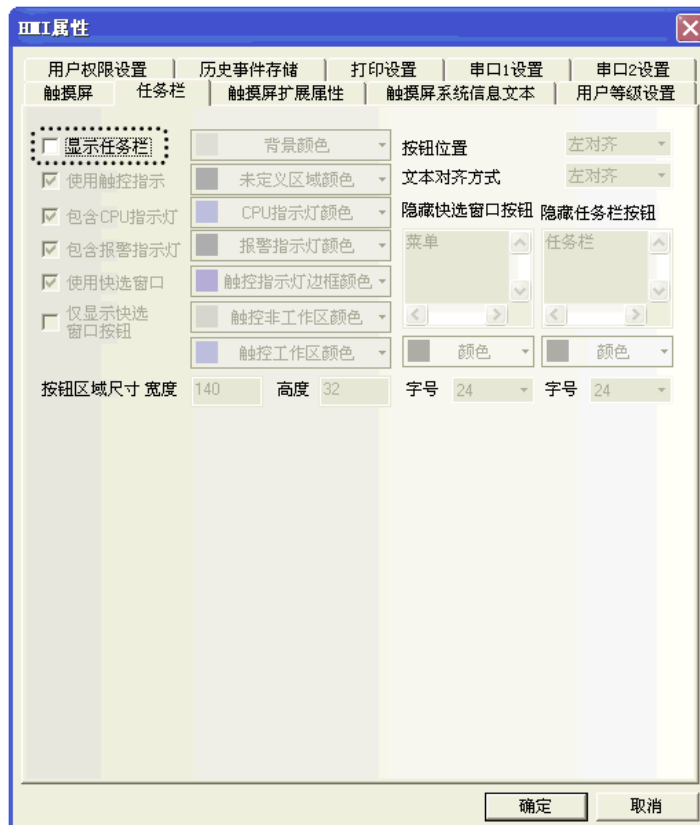 HMI属性
用户权限设置 历史事件存储 打印设置 串口1设置 串口2设置
触摸屏 任务栏 触摸屏扩展属性 触摸屏系统信息文本 用户等级设置
显示任务栏 背景颜色 按钮位置 左对齐
使用触控指示 未定义区域颜色 文本对齐方式 左对齐
包含CPU指示灯 CPU指示灯颜色 隐藏快选窗口按钮 隐藏任务栏按钮
包含报警指示灯 报警指示灯颜色 菜单 任务栏
使用快选窗口 触控指示灯边框颜色
仅显示快选
窗口按钮 触控非工作区颜色
触控工作区颜色 颜色 颜色
按钮区域尺寸 宽度 140 高度 32 字号 24 字号 24
确定 取消